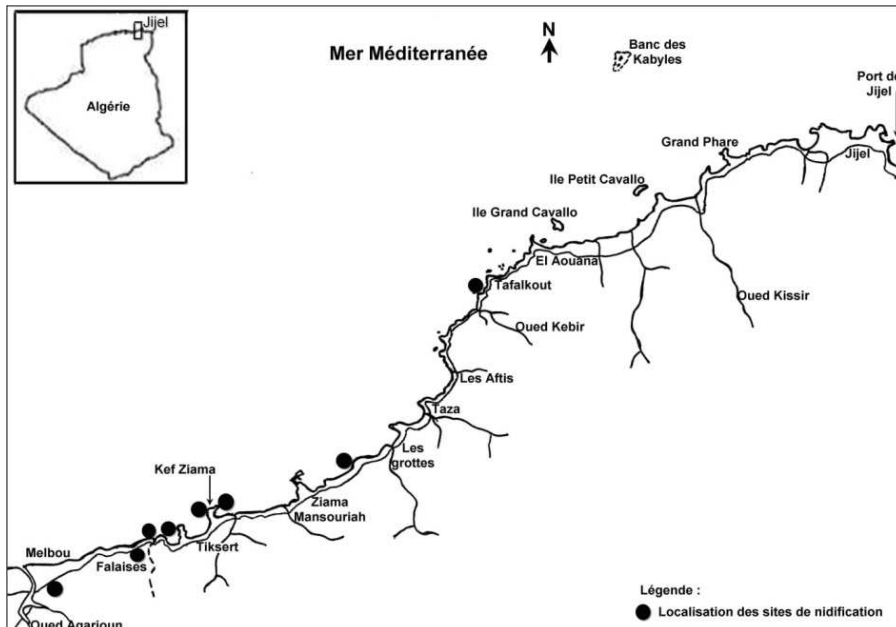 Jijel
Algérie
Mer Méditerranée
N
Banc des
Kabyles
Port de
Jijel
Grand Phare
Jijel
Ile Petit Cavallo
Ile Grand Cavallo
El Aouana
Tafalkout
Oued Kissir
Oued Kebir
Les Aftis
Taza
Les
grottes
Kef Ziama
Ziama
Mansouriah
Tiksert
Melbou
Falaises
Légende :
Localisation des sites de nidification
Oued Agarioun